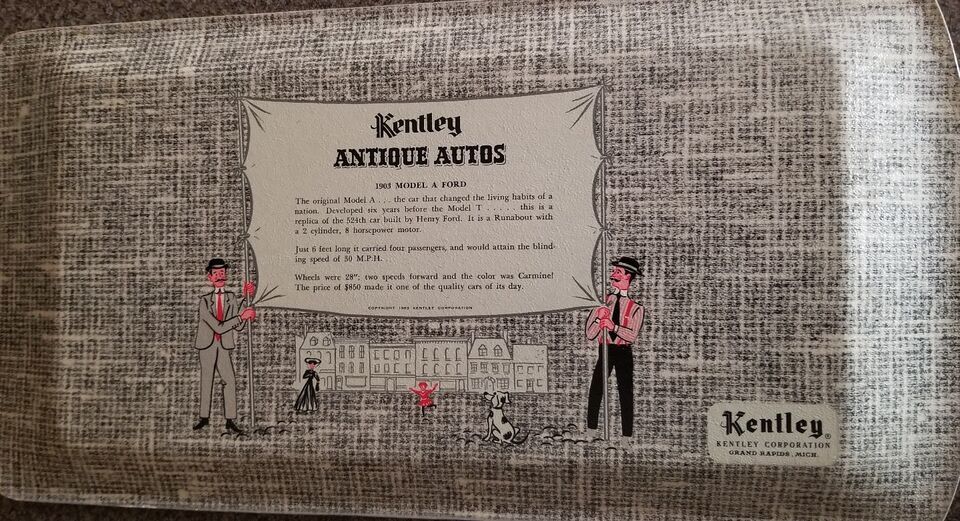 Kentley
ANTIQUE AUTOS
1903 MODEL A FORD
The original Model A . . . the car that changed the living habits of a
nation. Developed six years before the Model T . . . . . this is a
replica of the 524th car built by Henry Ford. It is a Runabout with
a 2 cylinder, 8 horsepower motor.
Just 6 feet long it carried four passengers, and would attain the blind-
ing speed of 30 M.P.H.
Wheels were 28"; two speeds forward and the color was Carmine!
The price of $850 made it one of the quality cars of its day.
COPYRIGHT KENTLEY CORPORATION
Kentley®
KENTLEY CORPORATION
GRAND RAPIDS, MICH.